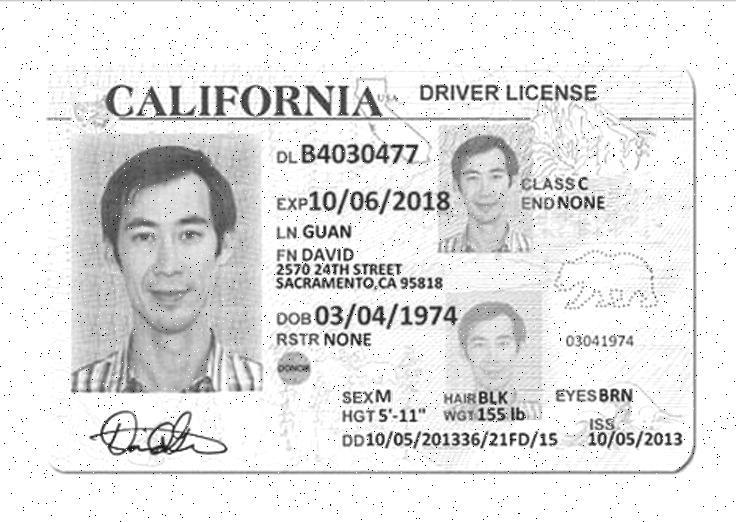 CALIFORNIA USA DRIVER LICENSE
DL B4030477
CLASS C
EXP 10/06/2018
END NONE
LN GUAN
FN DAVID
2570 24TH STREET
SACRAMENTO,CA 95818
DOB 03/04/1974
RSTR NONE
03041974
DONOR
SEX M HAIR BLK EYES BRN
HGT 5'-11" WGT 155 lb
ISS
DD 10/05/201336/21FD/15 10/05/2013